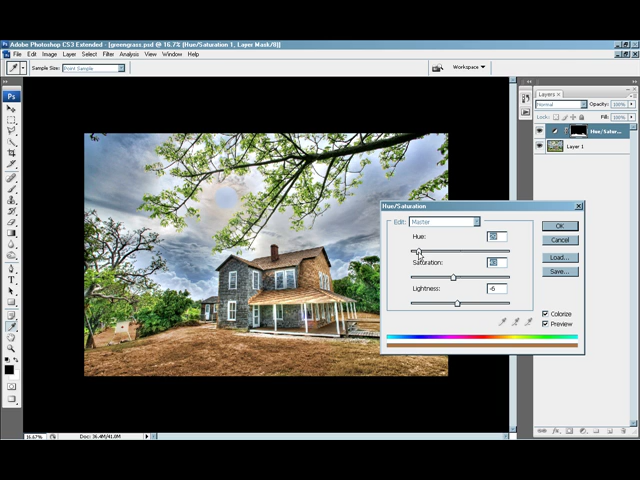 Adobe Photoshop CS3 Extended - [greengrass.psd @ 16.7% (Hue/Saturation 1, Layer Mask/8)]
File Edit Image Layer Select Filter Analysis View Window Help
Sample Size: Point Sample
Workspace
Ps
Layers
Normal
Opacity: 100%
Lock:
Fill: 100%
Hue/Satur...
Layer 1
Hue/Saturation
Edit: Master
Hue:
Saturation:
Lightness: -6
OK
Cancel
Load...
Save...
Colorize
Preview
16.67%
Doc: 36.4M/41.0M